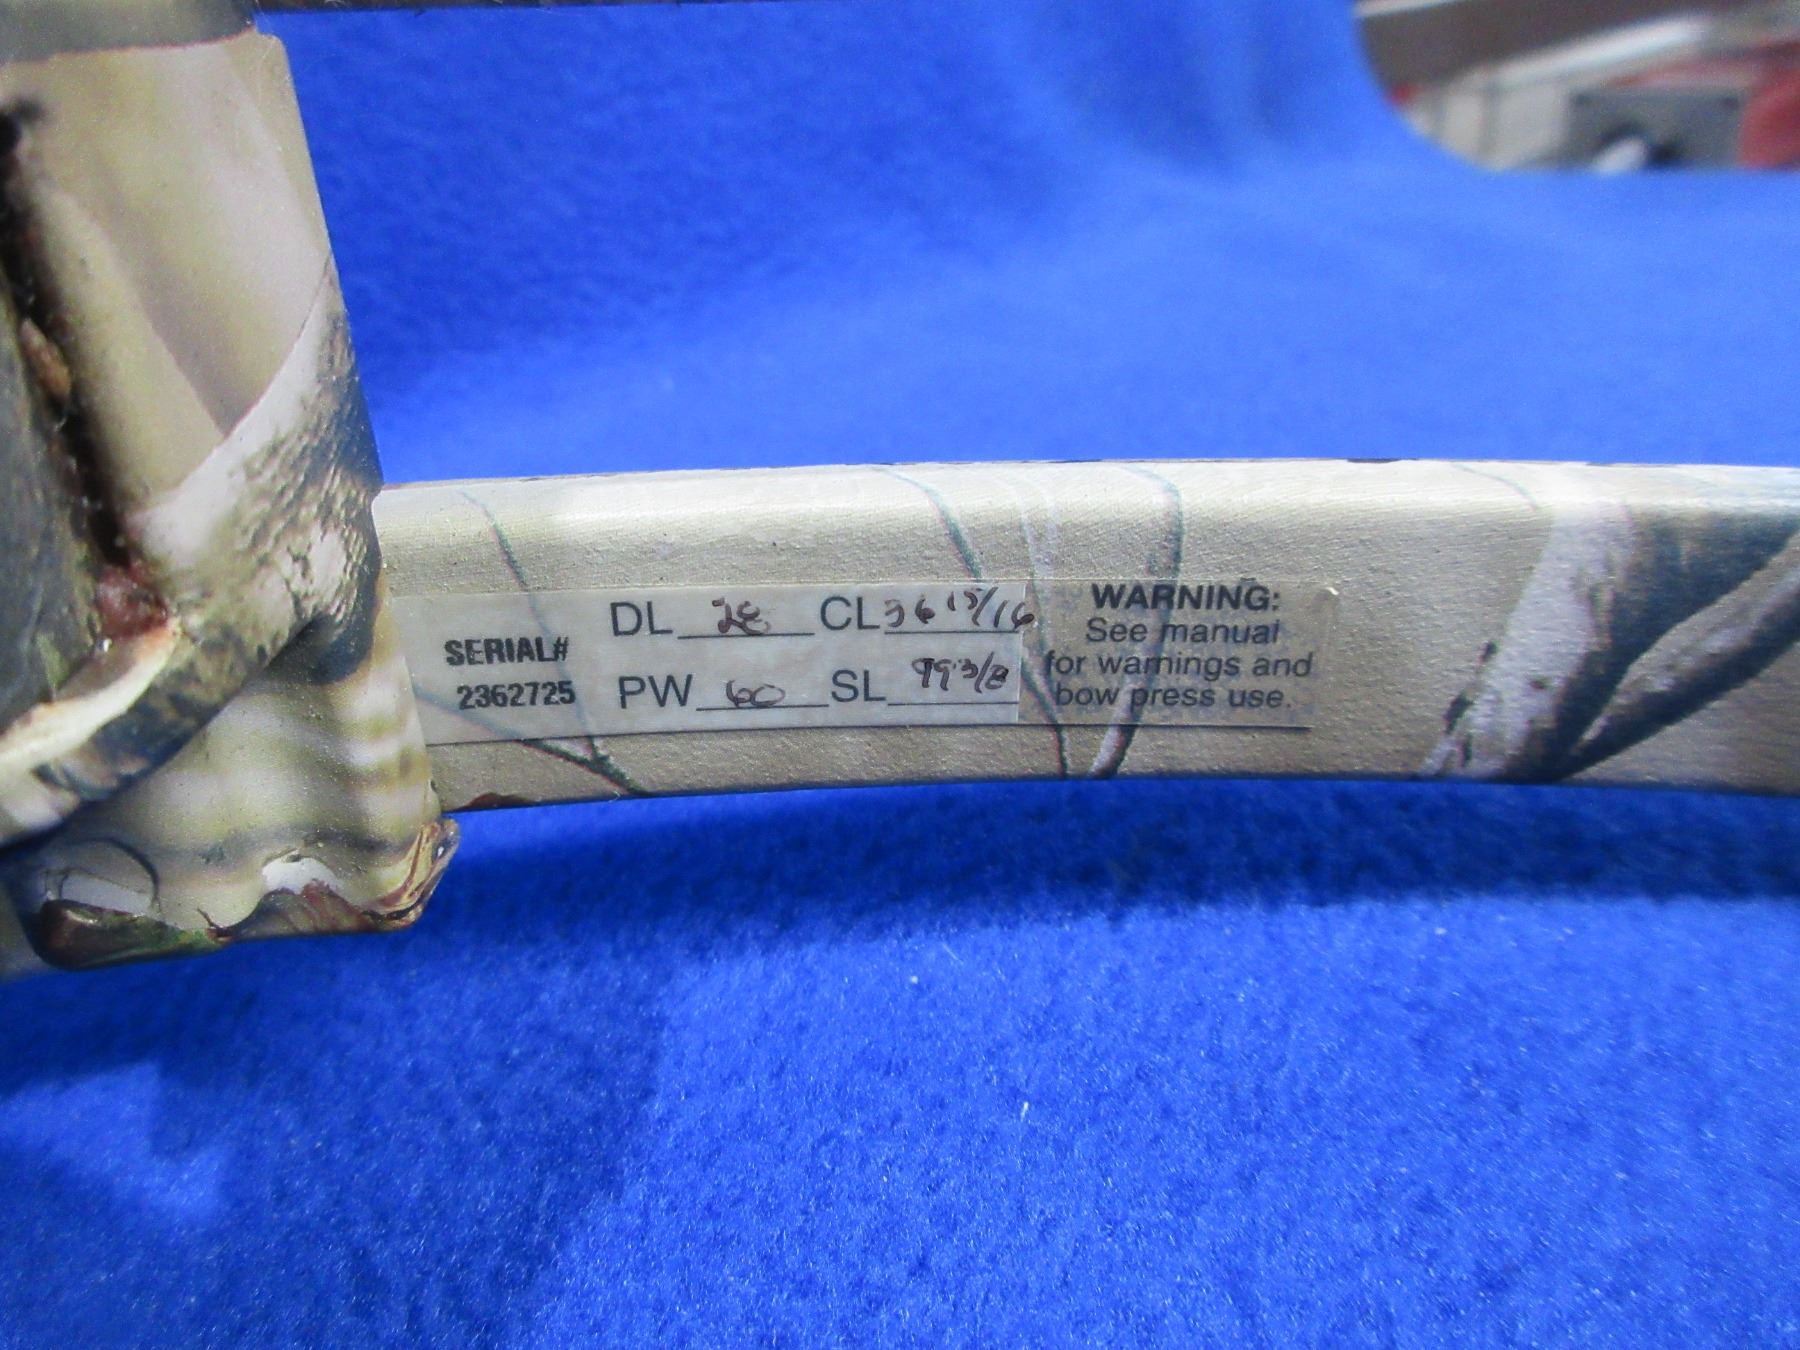 SERIAL#
2362725
DL 28 CL 36 15/16
PW 60 SL 99 3/8
WARNING:
See manual
for warnings and
bow press use.